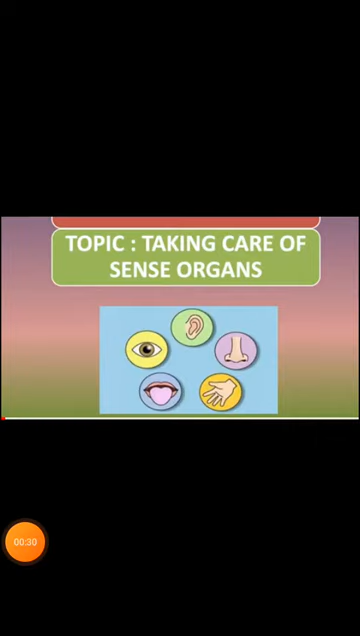 TOPIC : TAKING CARE OF
SENSE ORGANS
00:30